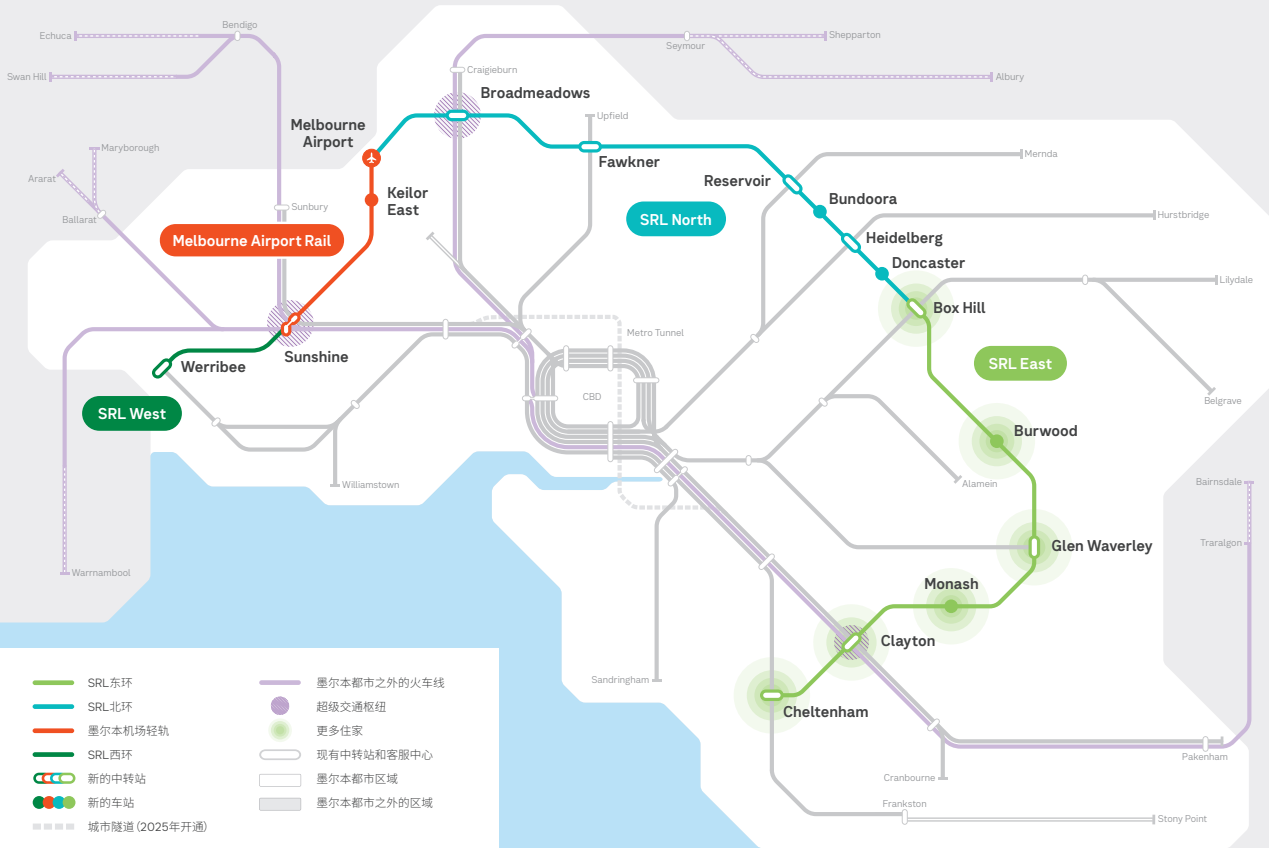 Bendigo
Echuca
Swan Hill
Shepparton
Seymour
Albury
Craigieburn
Broadmeadows
Melbourne
Airport
Upfield
Fawkner
Maryborough
Ararat
Ballarat
Sunbury
Keilor
East
Melbourne Airport Rail
SRL North
Reservoir
Mernda
Bundoora
Hurstbridge
Heidelberg
Doncaster
Lilydale
Box Hill
Metro Tunnel
Sunshine
Werribee
SRL East
CBD
Belgrave
SRL West
Burwood
Williamstown
Alamein
Bairnsdale
Traralgon
Glen Waverley
Warrnambool
Monash
Clayton
Sandringham
Cheltenham
Pakenham
Cranbourne
Frankston
Stony Point
SRL东环
SRL北环
墨尔本机场轻轨
SRL西环
新的中转站
新的车站
城市隧道 (2025年开通)
墨尔本都市之外的火车线
超级交通枢纽
更多住家
现有中转站和客服中心
墨尔本都市区域
墨尔本都市之外的区域